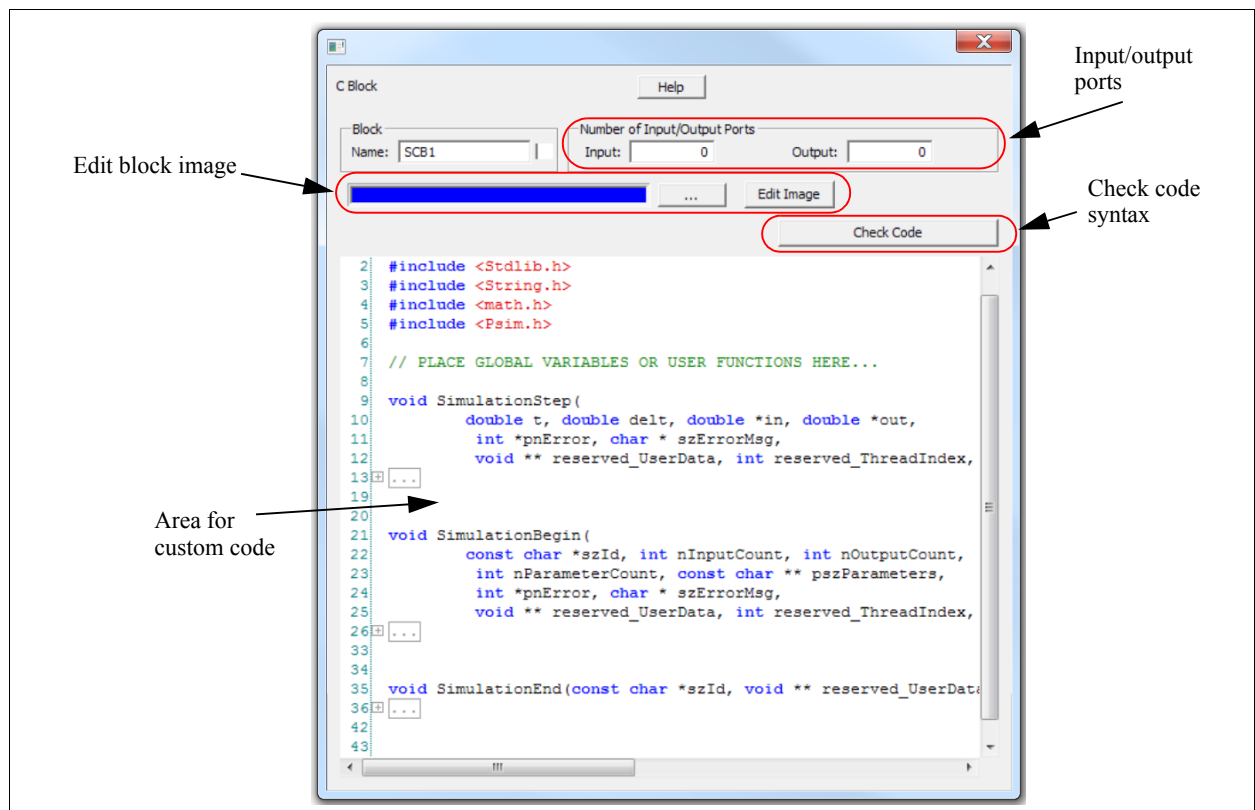 Input/output
ports
C Block
Help
Block
Name: SCB1
Number of Input/Output Ports
Input: 0 Output: 0
Edit block image
... Edit Image
Check code
syntax
Check Code
2 #include <Stdlib.h>
3 #include <String.h>
4 #include <math.h>
5 #include <Psim.h>
6
7 // PLACE GLOBAL VARIABLES OR USER FUNCTIONS HERE...
8
9 void SimulationStep(
10 double t, double delt, double *in, double *out,
11 int *pnError, char * szErrorMsg,
12 void ** reserved_UserData, int reserved_ThreadIndex,
13 ...
19
20
Area for
custom code
21 void SimulationBegin(
22 const char *szId, int nInputCount, int nOutputCount,
23 int nParameterCount, const char ** pszParameters,
24 int *pnError, char * szErrorMsg,
25 void ** reserved_UserData, int reserved_ThreadIndex,
26 ...
33
34
35 void SimulationEnd(const char *szId, void ** reserved_UserData
36 ...
42
43